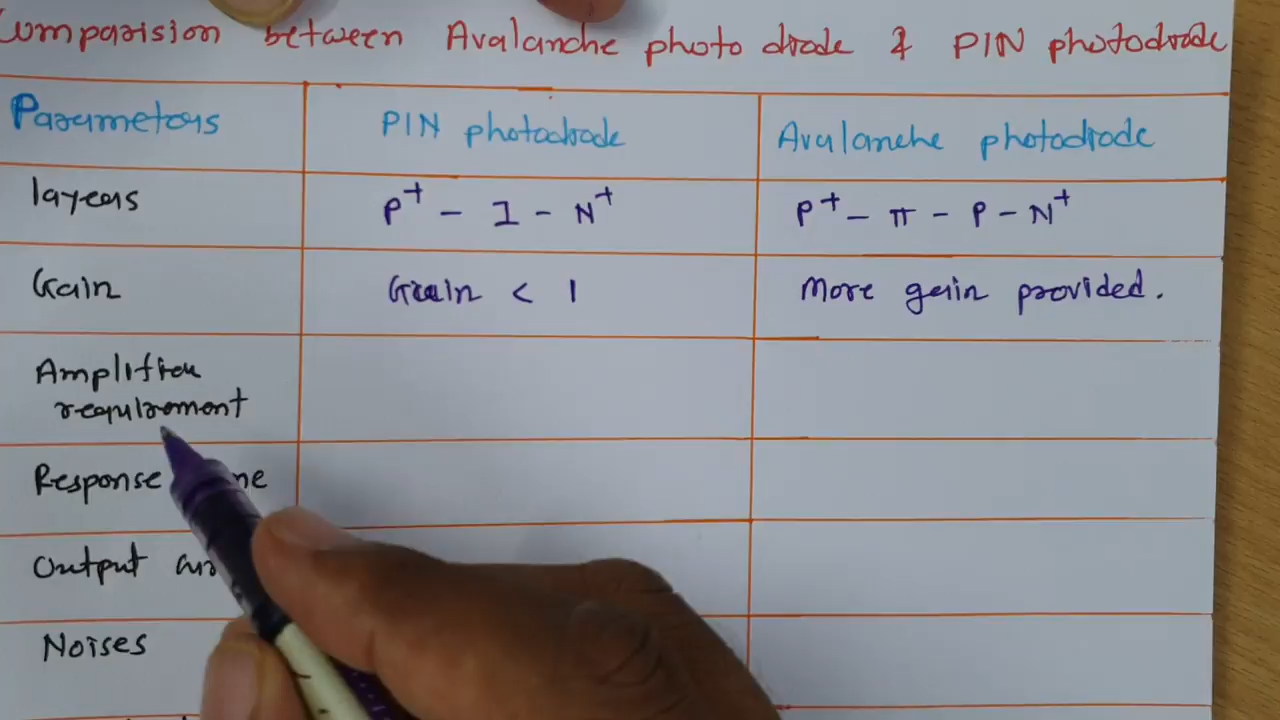 Comparision between Avalanche photo diode & PIN photodiode
Parameters PIN photodiode Avalanche photodiode
layers P+ - I - N+ P+ - π - P - N+
Gain Gain < 1 More gain provided.
Amplifier
requirement
Response
Output
Noises